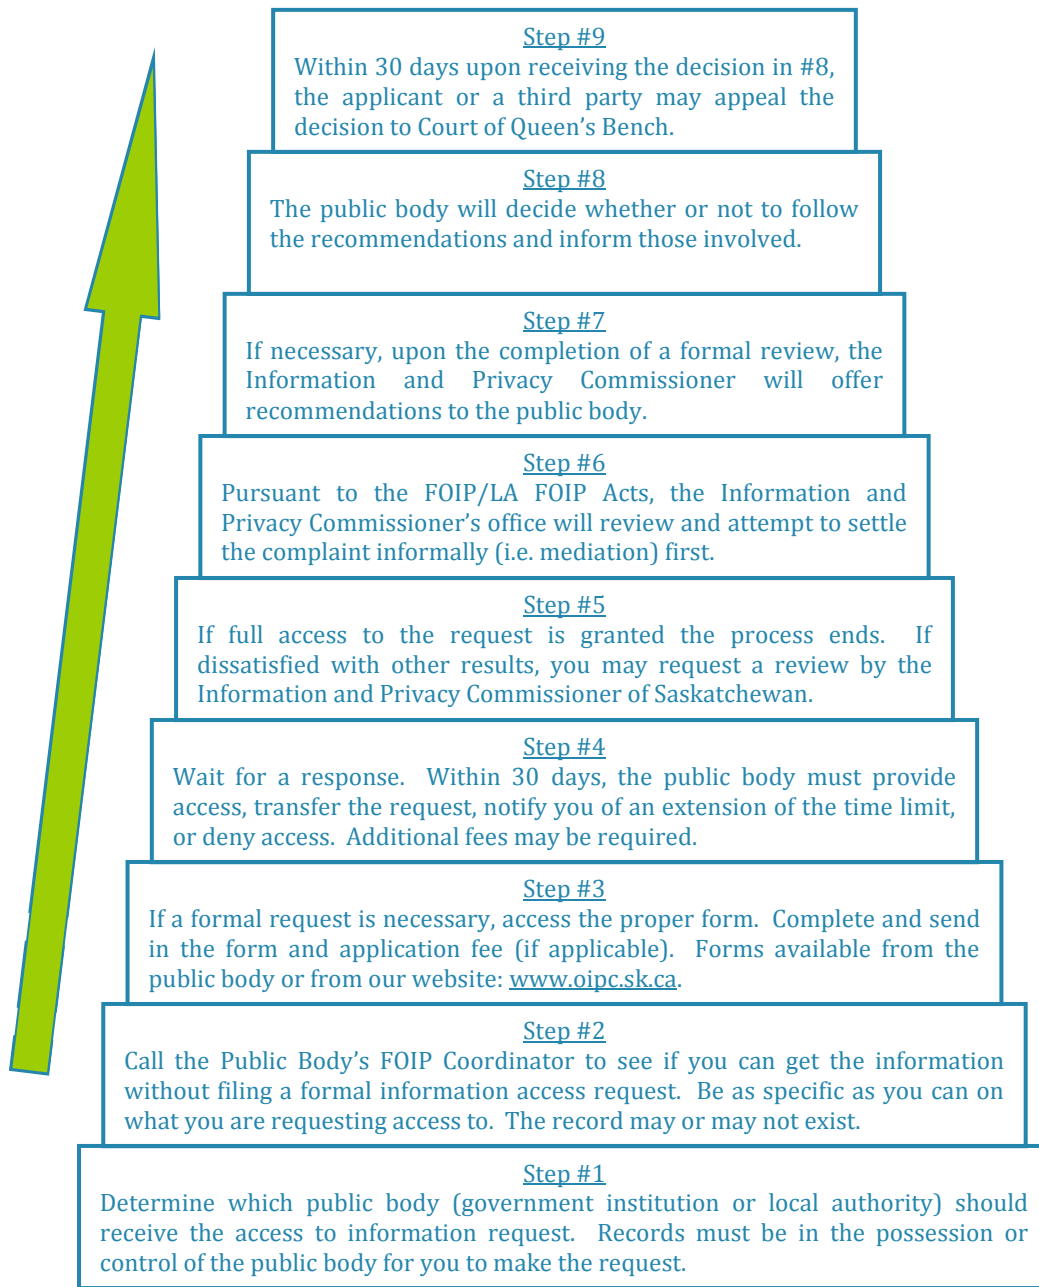 Step #9
Within 30 days upon receiving the decision in #8,
the applicant or a third party may appeal the
decision to Court of Queen’s Bench.
Step #8
The public body will decide whether or not to follow
the recommendations and inform those involved.
Step #7
If necessary, upon the completion of a formal review, the
Information and Privacy Commissioner will offer
recommendations to the public body.
Step #6
Pursuant to the FOIP/LA FOIP Acts, the Information and
Privacy Commissioner’s office will review and attempt to settle
the complaint informally (i.e. mediation) first.
Step #5
If full access to the request is granted the process ends. If
dissatisfied with other results, you may request a review by the
Information and Privacy Commissioner of Saskatchewan.
Step #4
Wait for a response. Within 30 days, the public body must provide
access, transfer the request, notify you of an extension of the time limit,
or deny access. Additional fees may be required.
Step #3
If a formal request is necessary, access the proper form. Complete and send
in the form and application fee (if applicable). Forms available from the
public body or from our website: www.oipc.sk.ca.
Step #2
Call the Public Body’s FOIP Coordinator to see if you can get the information
without filing a formal information access request. Be as specific as you can on
what you are requesting access to. The record may or may not exist.
Step #1
Determine which public body (government institution or local authority) should
receive the access to information request. Records must be in the possession or
control of the public body for you to make the request.